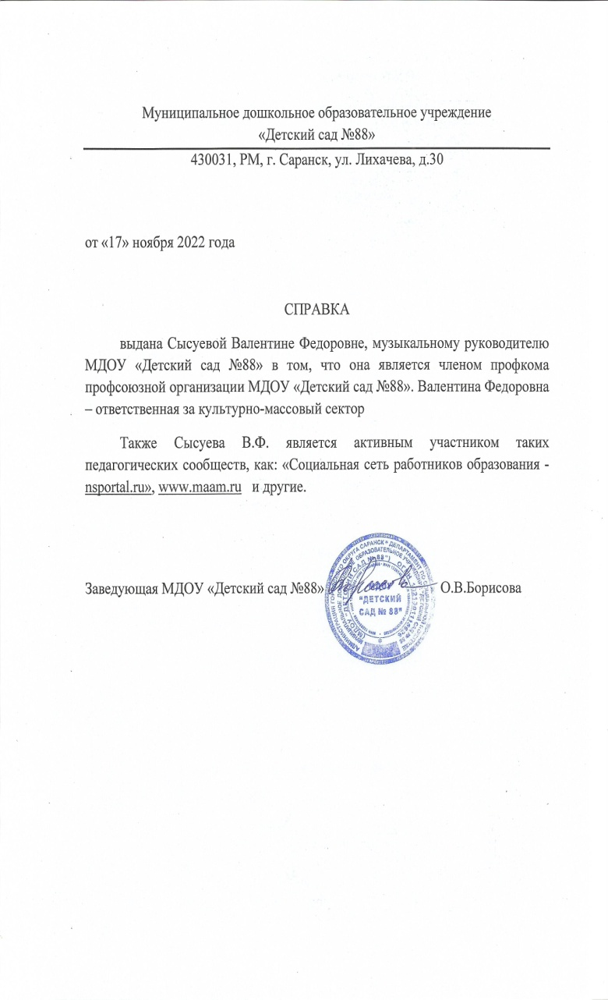 Муниципальное дошкольное образовательное учреждение
«Детский сад №88»
430031, РМ, г. Саранск, ул. Лихачева, д.30
от «17» ноября 2022 года
СПРАВКА
выдана Сысуевой Валентине Федоровне, музыкальному руководителю
МДОУ «Детский сад №88» в том, что она является членом профкома
профсоюзной организации МДОУ «Детский сад №88». Валентина Федоровна
– ответственная за культурно-массовый сектор
Также Сысуева В.Ф. является активным участником таких
педагогических сообществ, как: «Социальная сеть работников образования -
nsportal.ru», www.maam.ru и другие.
Заведующая МДОУ «Детский сад №88» О.В.Борисова
"ДЕТСКИЙ
САД № 88"